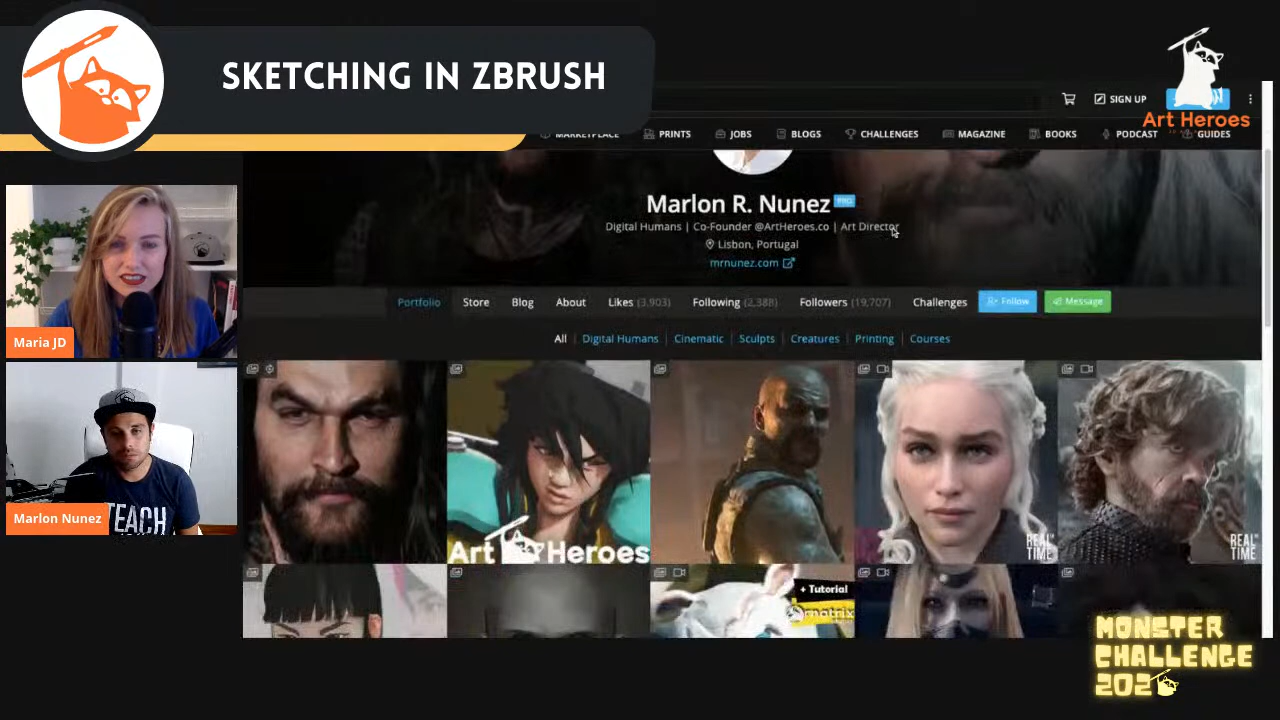 SKETCHING IN ZBRUSH
Art Heroes
SIGN UP
MARKETPLACE PRINTS JOBS BLOGS CHALLENGES MAGAZINE BOOKS PODCAST GUIDES
Marlon R. Nunez PRO
Digital Humans | Co-Founder @ArtHeroes.co | Art Director
Lisbon, Portugal
mrnunez.com
Portfolio Store Blog About Likes (3,903) Following (2,388) Followers (19,707) Challenges Follow Message
All | Digital Humans | Cinematic | Sculpts | Creatures | Printing | Courses
Maria JD
Marlon Nunez
TEACH
Art Heroes
REAL TIME
REAL TIME
+ Tutorial
matrix
MONSTER
CHALLENGE
202